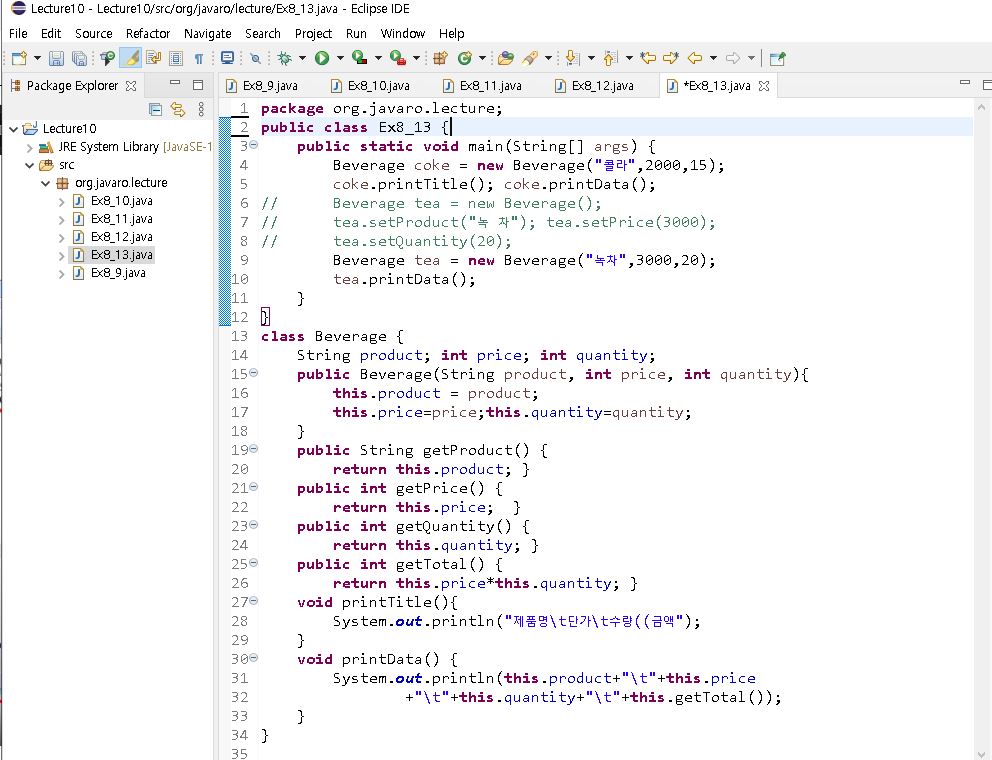 Lecture10 - Lecture10/src/org/javaro/lecture/Ex8_13.java - Eclipse IDE
File Edit Source Refactor Navigate Search Project Run Window Help
Package Explorer
Ex8_9.java Ex8_10.java Ex8_11.java Ex8_12.java *Ex8_13.java
Lecture10
JRE System Library [JavaSE-1
src
org.javaro.lecture
Ex8_10.java
Ex8_11.java
Ex8_12.java
Ex8_13.java
Ex8_9.java
1 package org.javaro.lecture;
2 public class Ex8_13 {
3 public static void main(String[] args) {
4 Beverage coke = new Beverage("콜라",2000,15);
5 coke.printTitle(); coke.printData();
6 // Beverage tea = new Beverage();
7 // tea.setProduct("녹 차"); tea.setPrice(3000);
8 // tea.setQuantity(20);
9 Beverage tea = new Beverage("녹차",3000,20);
10 tea.printData();
11 }
12 }
13 class Beverage {
14 String product; int price; int quantity;
15 public Beverage(String product, int price, int quantity){
16 this.product = product;
17 this.price=price;this.quantity=quantity;
18 }
19 public String getProduct() {
20 return this.product; }
21 public int getPrice() {
22 return this.price; }
23 public int getQuantity() {
24 return this.quantity; }
25 public int getTotal() {
26 return this.price*this.quantity; }
27 void printTitle(){
28 System.out.println("제품명\t단가\t수량((금액");
29 }
30 void printData() {
31 System.out.println(this.product+"\t"+this.price
32 +"\t"+this.quantity+"\t"+this.getTotal());
33 }
34 }
35